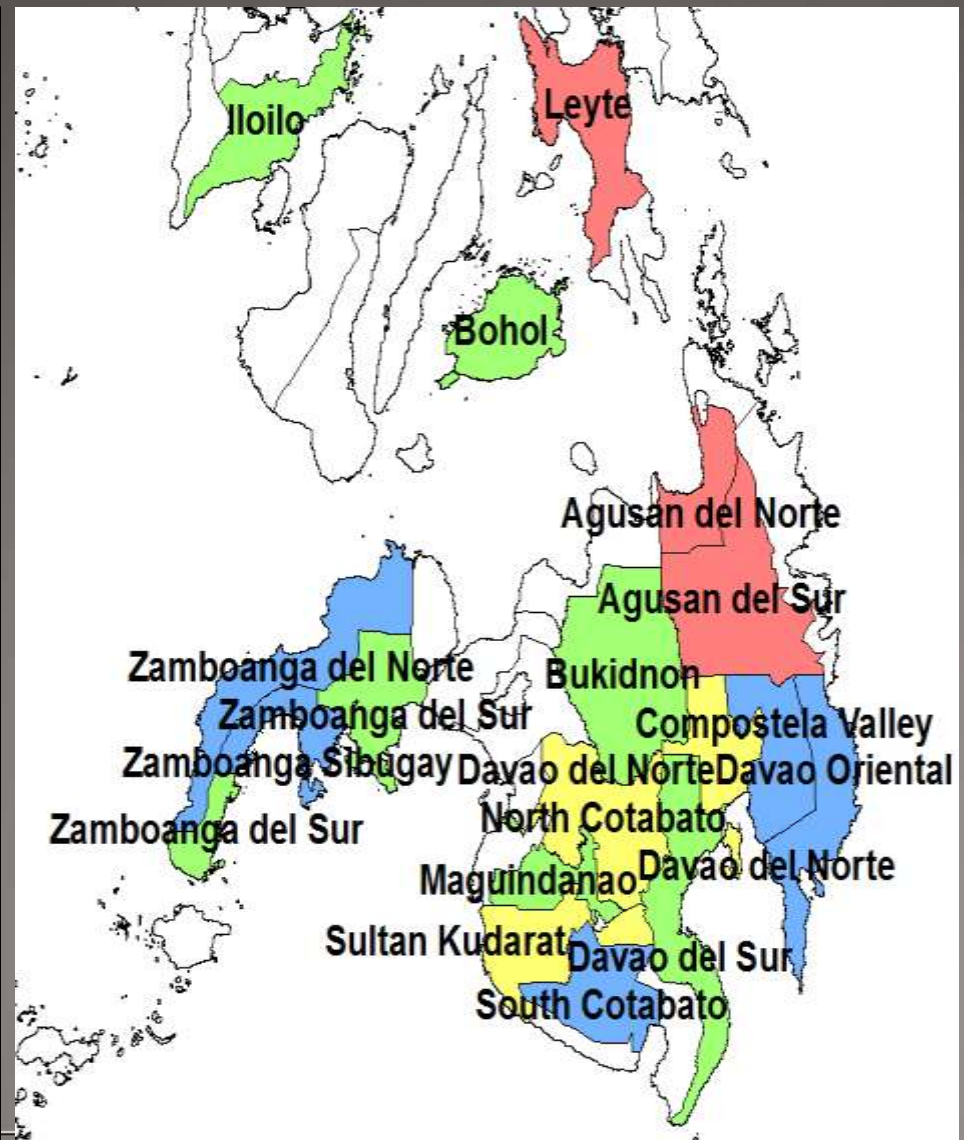 Leyte
Iloilo
Bohol
Agusan del Norte
Agusan del Sur
Zamboanga del Norte
Bukidnon
Zamboanga del Sur
Compostela Valley
Zamboanga Sibugay
Davao del Norte
Davao Oriental
North Cotabato
Zamboanga del Sur
Davao del Norte
Maguindanao
Sultan Kudarat
Davao del Sur
South Cotabato